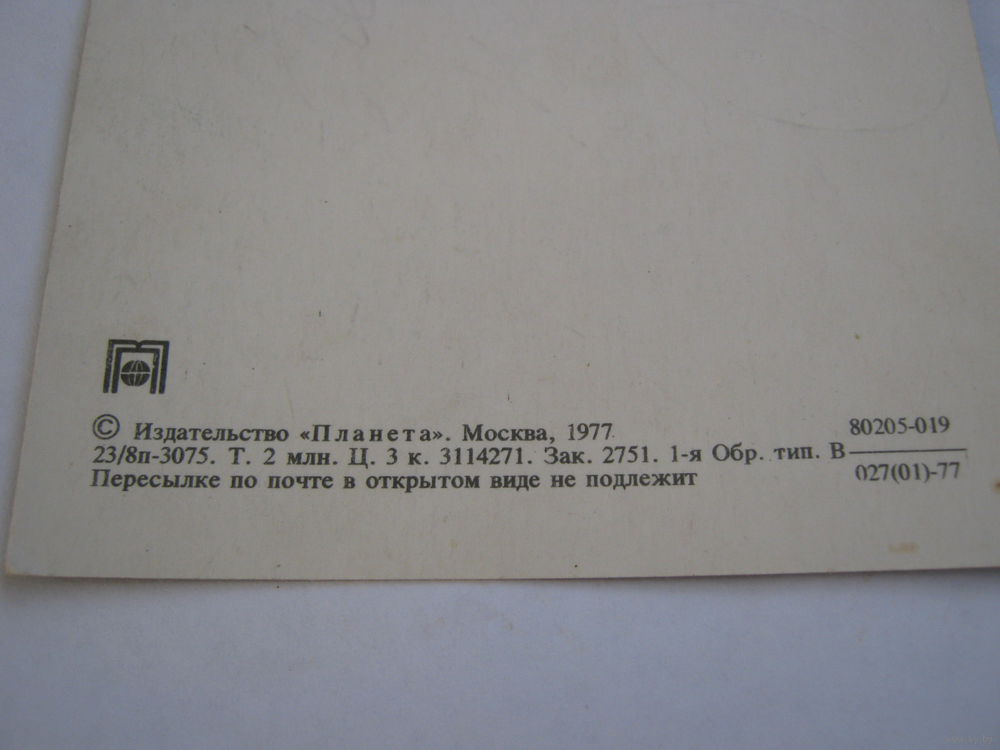 © Издательство «Планета». Москва, 1977
80205-019
23/8п-3075. Т. 2 млн. Ц. 3 к. 3114271. Зак. 2751. 1-я Обр. тип. В
027(01)-77
Пересылке по почте в открытом виде не подлежит